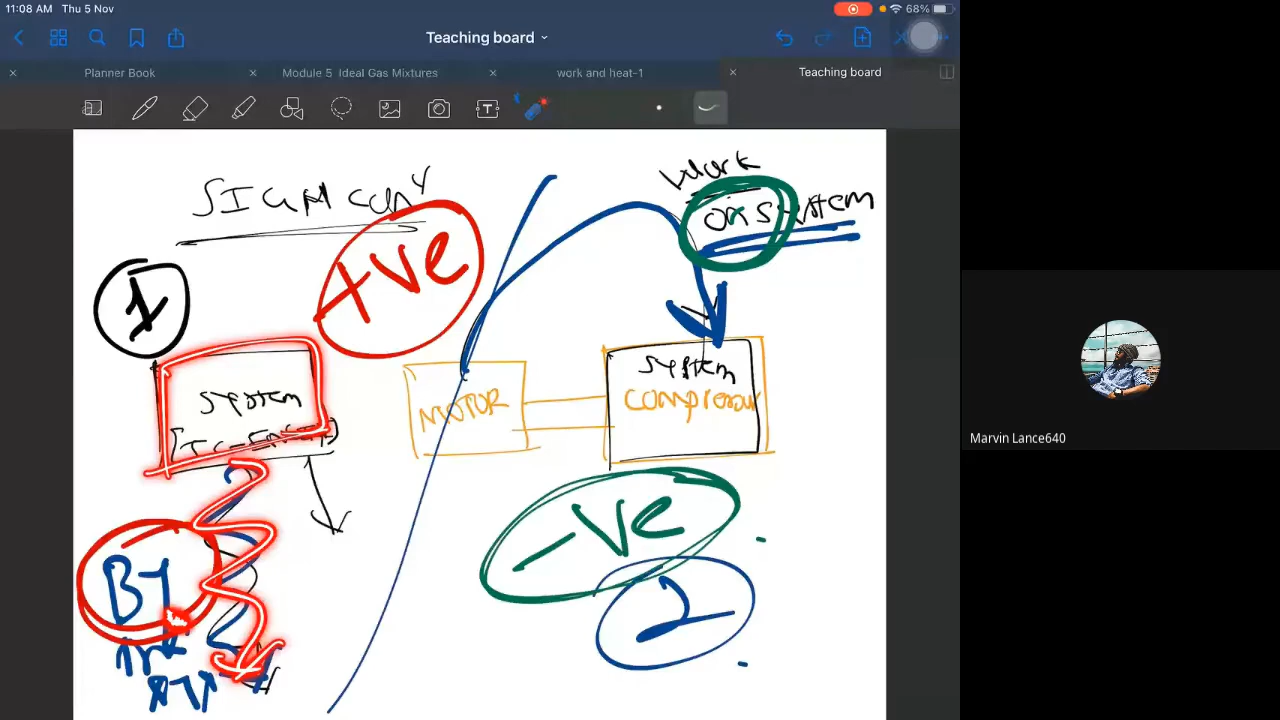 11:08 AM Thu 5 Nov
68%
Teaching board
Planner Book
Module 5 Ideal Gas Mixtures
work and heat-1
Teaching board
T
SIGN CONV
+ve
1
Work
ON SYSTEM
System
MOTOR
System
Compressor
-ve
2
BY
Marvin Lance640